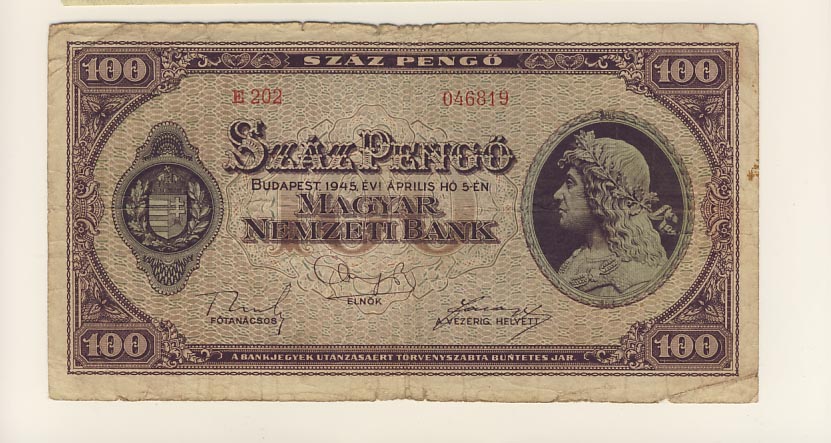 100 SZÁZ PENGŐ 100
E 202 046819
SZÁZ PENGŐ
BUDAPEST, 1945. ÉVI ÁPRILIS HÓ 5-ÉN
MAGYAR
NEMZETI BANK
ELNÖK
FŐTANÁCSOS A VEZÉRIG. HELYETT
100 A BANKJEGYEK UTÁNZÁSÁÉRT TÖRVÉNYSZABTA BÜNTETÉS JÁR. 100